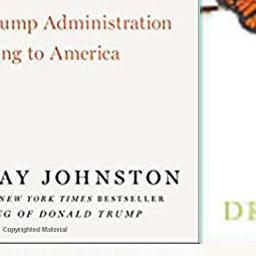 ump Administration
ng to America
AY JOHNSTON
NEW YORK TIMES BESTSELLER
G OF DONALD TRUMP
Copyrighted Material
DR